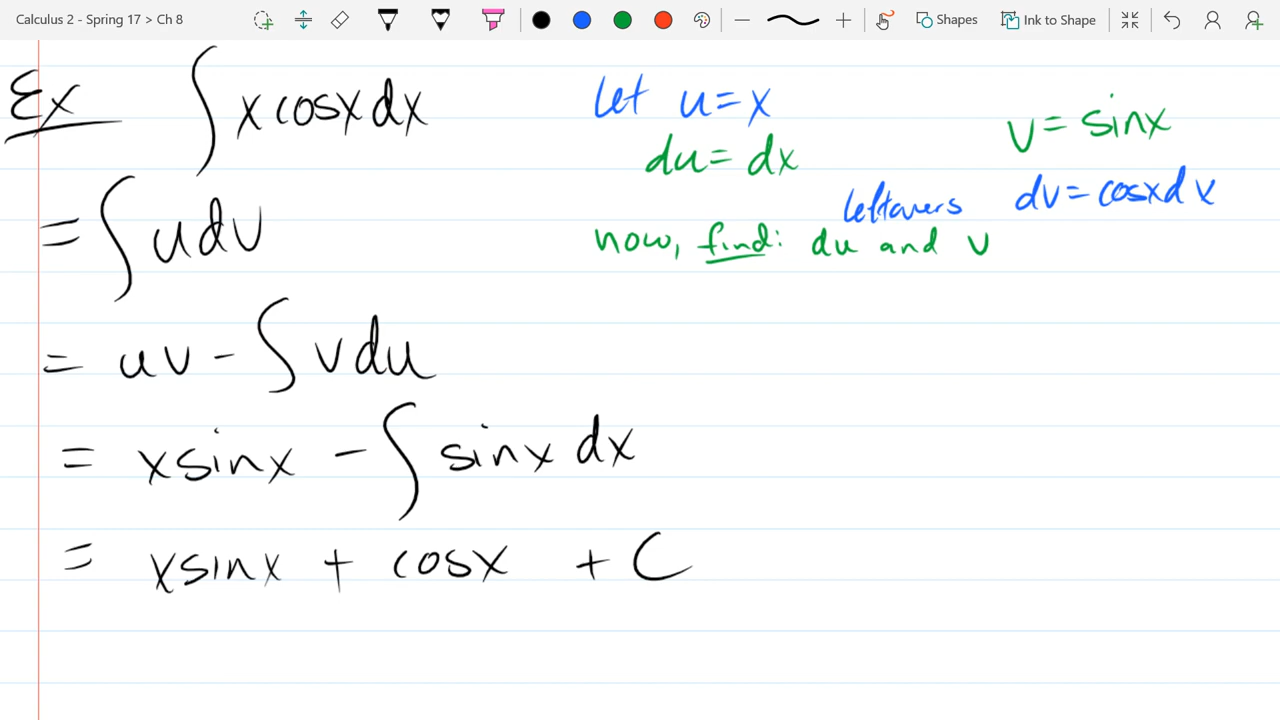 Calculus 2 - Spring 17 > Ch 8
Shapes
Ink to Shape
Ex ∫ x cosx dx
= ∫ u dv
= uv - ∫ v du
= x sinx - ∫ sinx dx
= x sinx + cosx + C
let u = x
du = dx
v = sinx
leftovers dv = cosx dx
now, find: du and v